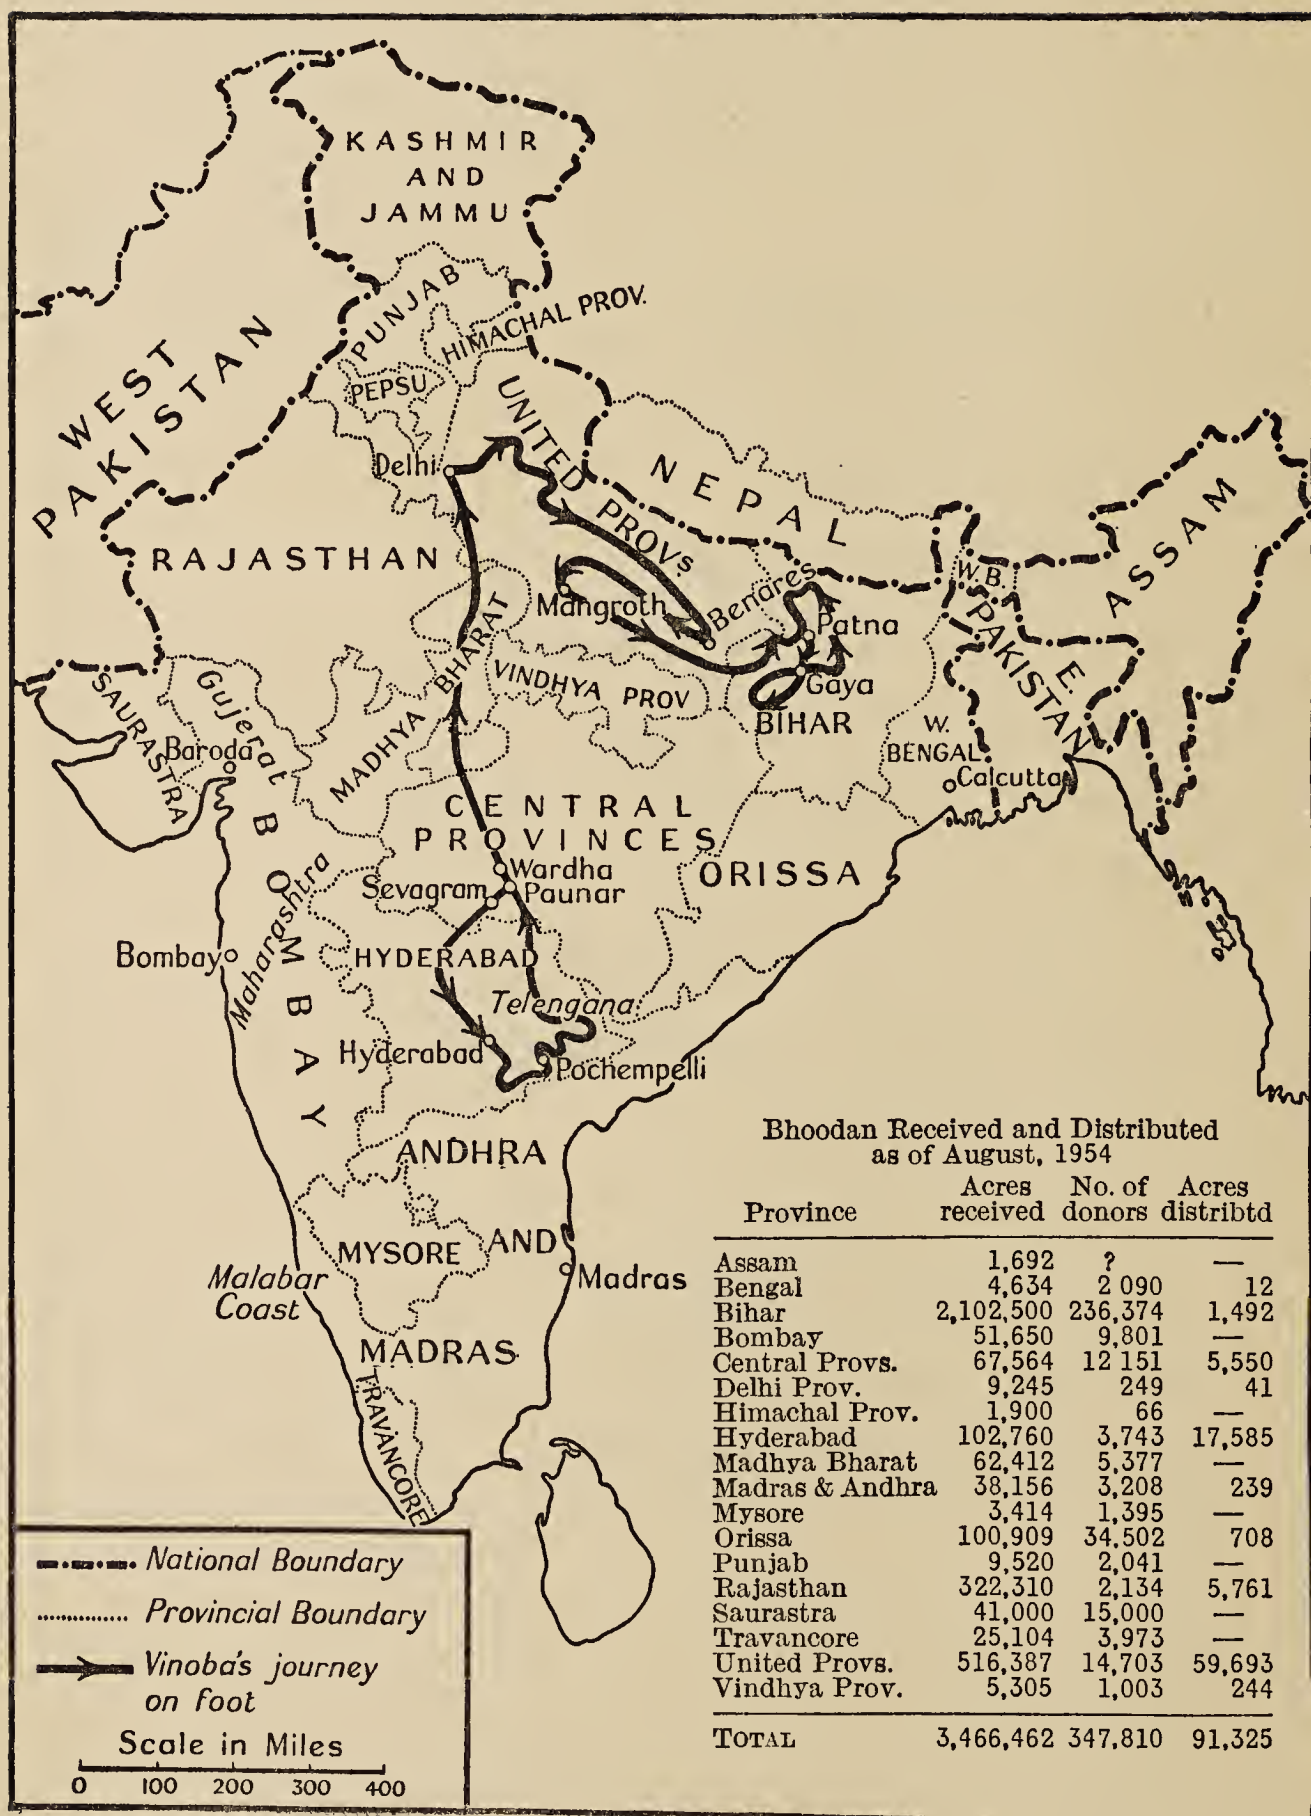 KASHMIR
AND
JAMMU
PUNJAB
HIMACHAL PROV.
WEST
PAKISTAN
PEPSU
UNITED PROVs
Delhi
NEPAL
ASSAM
RAJASTHAN
W.B.
Mangroth
Benares
Patna
E.
PAKISTAN
MADHYA BHARAT
VINDHYA PROV
Gaya
BIHAR
SAURASTRA
Gujerat
Baroda
W.
BENGAL
Calcutta
CENTRAL
PROVINCES
ORISSA
Wardha
Sevagram
Paunar
BOMBAY
Maharashtra
Bombay
HYDERABAD
Telengana
Hyderabad
Pochempelli
ANDHRA
AND
MYSORE
Madras
Malabar
Coast
MADRAS
TRAVANCORE
Bhoodan Received and Distributed
as of August, 1954
Province Acres received No. of donors Acres distribtd
Assam 1,692 ? —
Bengal 4,634 2 090 12
Bihar 2,102,500 236,374 1,492
Bombay 51,650 9,801 —
Central Provs. 67,564 12 151 5,550
Delhi Prov. 9,245 249 41
Himachal Prov. 1,900 66 —
Hyderabad 102,760 3,743 17,585
Madhya Bharat 62,412 5,377 —
Madras & Andhra 38,156 3,208 239
Mysore 3,414 1,395 —
Orissa 100,909 34,502 708
Punjab 9,520 2,041 —
Rajasthan 322,310 2,134 5,761
Saurastra 41,000 15,000 —
Travancore 25,104 3,973 —
United Provs. 516,387 14,703 59,693
Vindhya Prov. 5,305 1,003 244
TOTAL 3,466,462 347,810 91,325
National Boundary
Provincial Boundary
Vinoba's journey
on foot
Scale in Miles
0 100 200 300 400